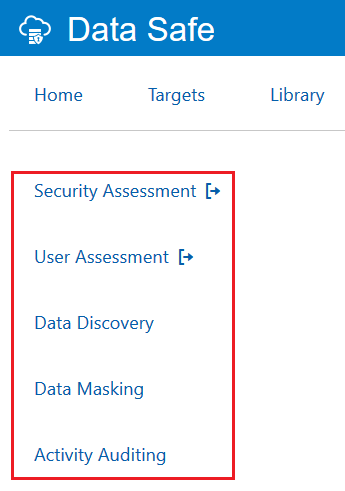 Data Safe
Home Targets Library
Security Assessment
User Assessment
Data Discovery
Data Masking
Activity Auditing